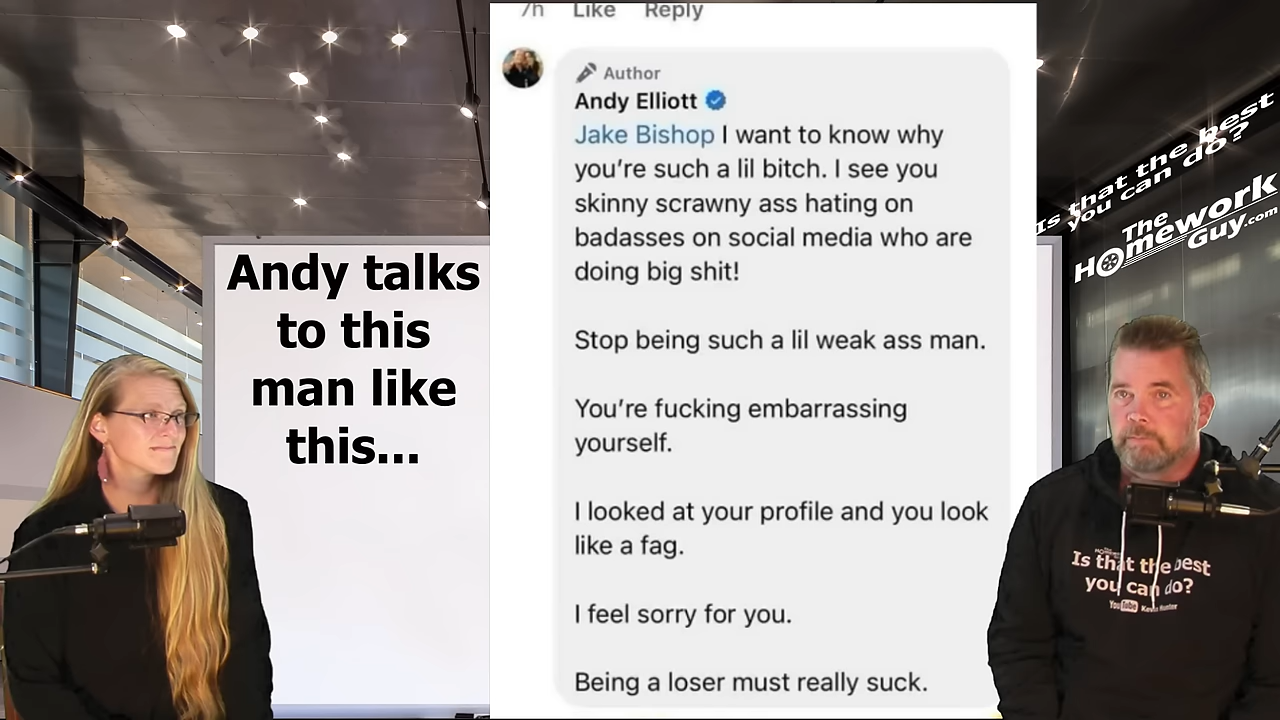 7h Like Reply
Author
Andy Elliott
Jake Bishop I want to know why
you're such a lil bitch. I see you
skinny scrawny ass hating on
badasses on social media who are
doing big shit!
Stop being such a lil weak ass man.
You're fucking embarrassing
yourself.
I looked at your profile and you look
like a fag.
I feel sorry for you.
Being a loser must really suck.
Andy talks
to this
man like
this...
Is that the best
you can do?
The
Homework
Guy.com
Is that the best
you can do?
YouTube Kevin Hunter